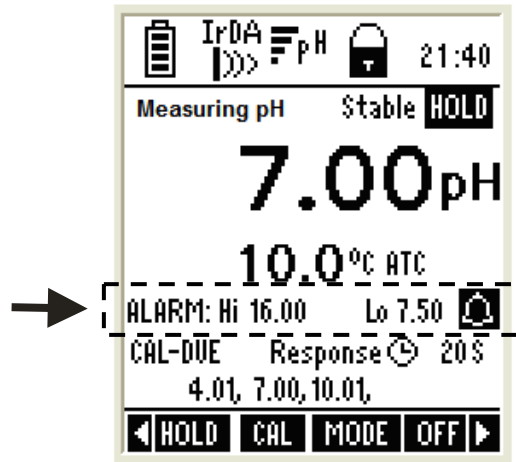 IrDA pH 21:40
Measuring pH Stable HOLD
7.00pH
10.0°C ATC
ALARM: Hi 16.00 Lo 7.50
CAL-DUE Response 20S
4.01, 7.00, 10.01,
HOLD CAL MODE OFF